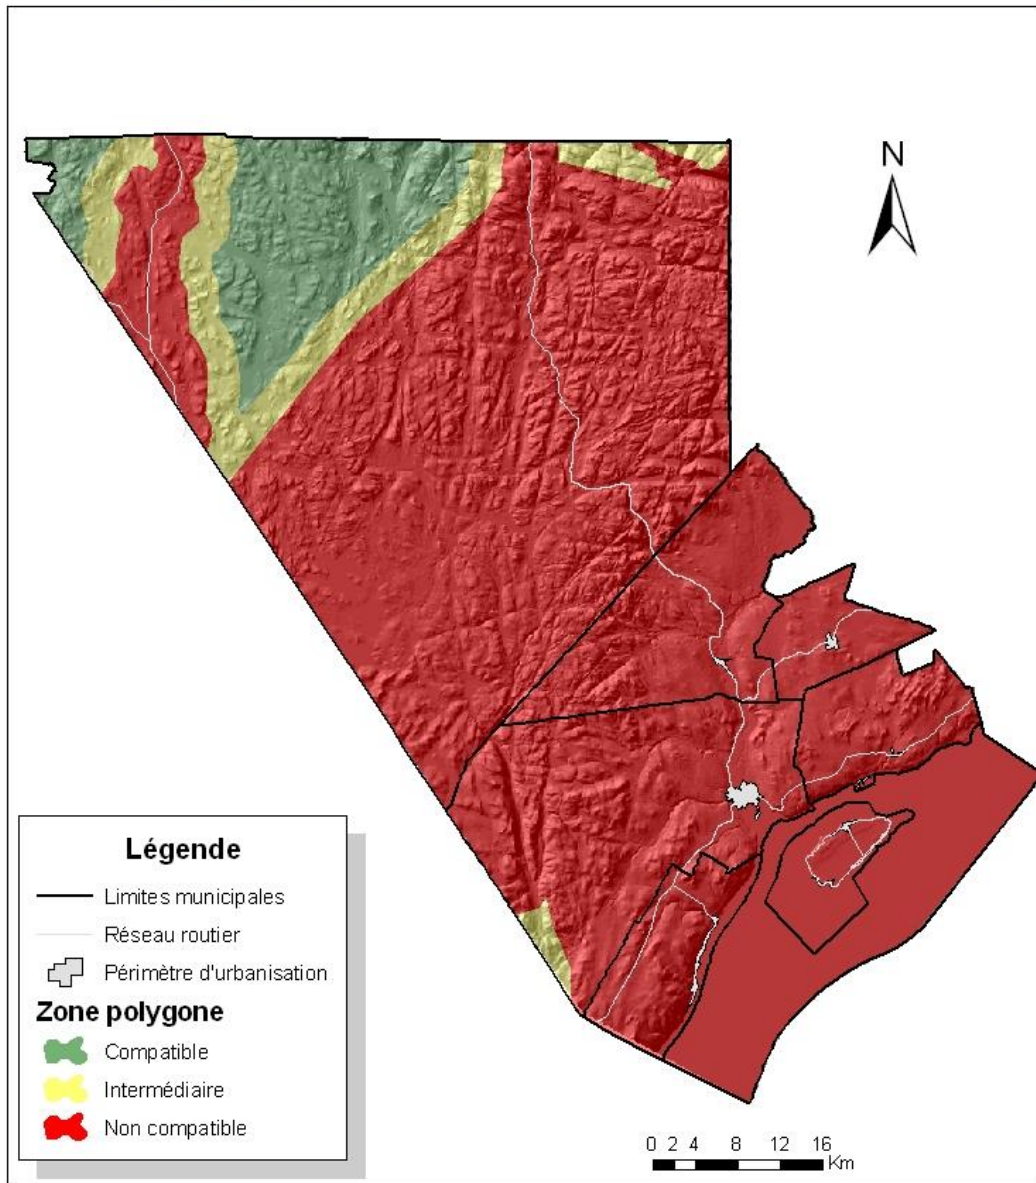 N
Légende
Limites municipales
Réseau routier
Périmètre d'urbanisation
Zone polygone
Compatible
Intermédiaire
Non compatible
0 2 4 8 12 16
Km